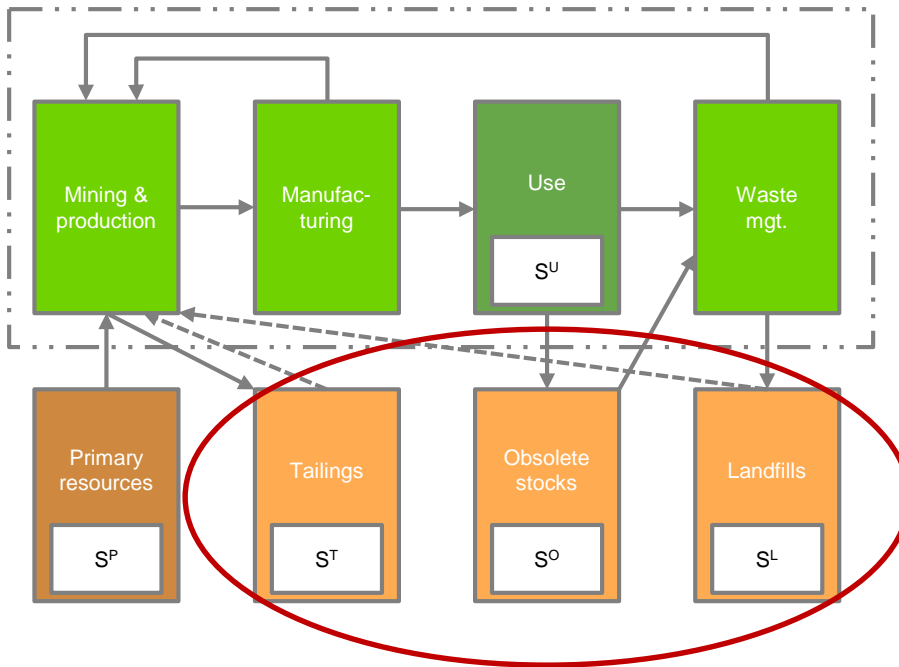 Mining &
production
Manufac-
turing
Use
S^U
Waste
mgt.
Primary
resources
S^P
Tailings
S^T
Obsolete
stocks
S^O
Landfills
S^L